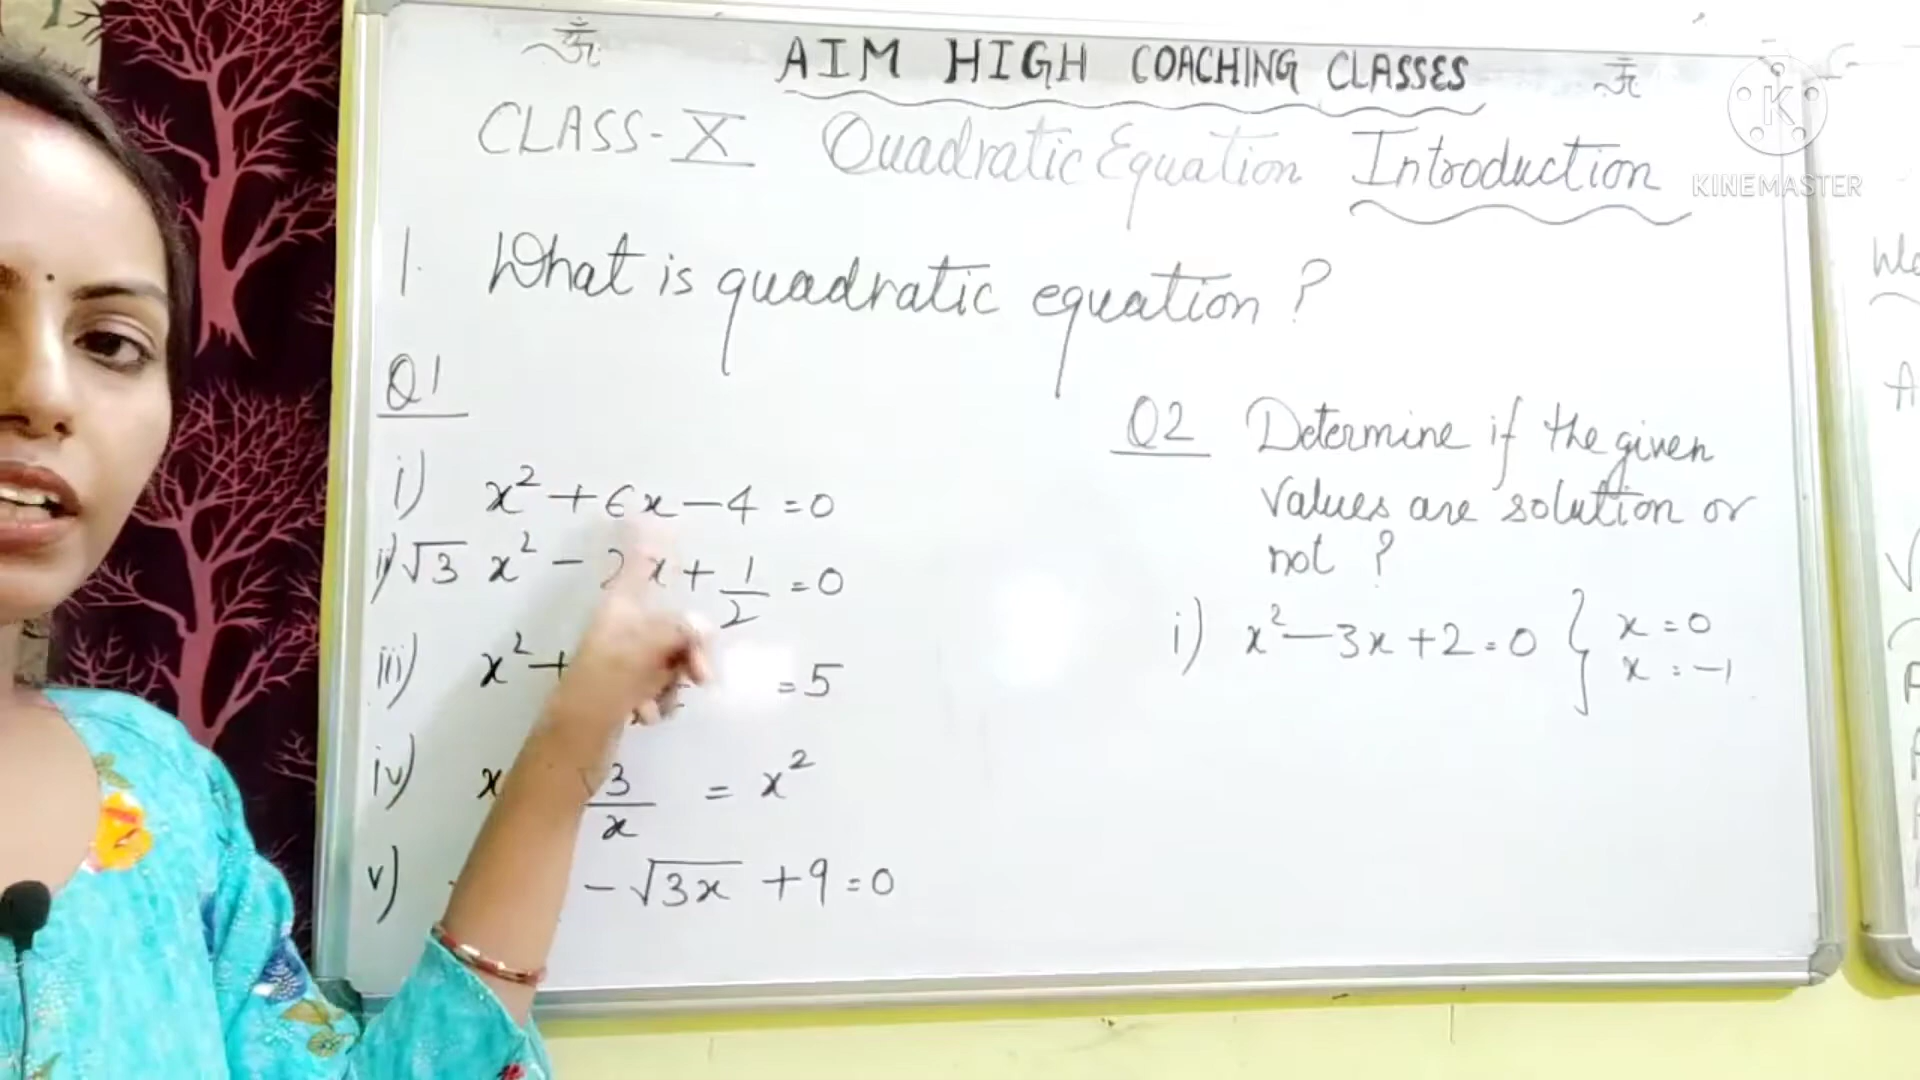 ॐ AIM HIGH COACHING CLASSES ॐ
CLASS-X Quadratic Equation Introduction
KINEMASTER
1. What is quadratic equation ?
Q1
i) x² + 6x - 4 = 0
ii) √3 x² - 2x + 1/2 = 0
iii) x² + = 5
iv) x 3/x = x²
v) - √3x + 9 = 0
Q2 Determine if the given
values are solution or
not ?
i) x² - 3x + 2 = 0 { x = 0
x = -1